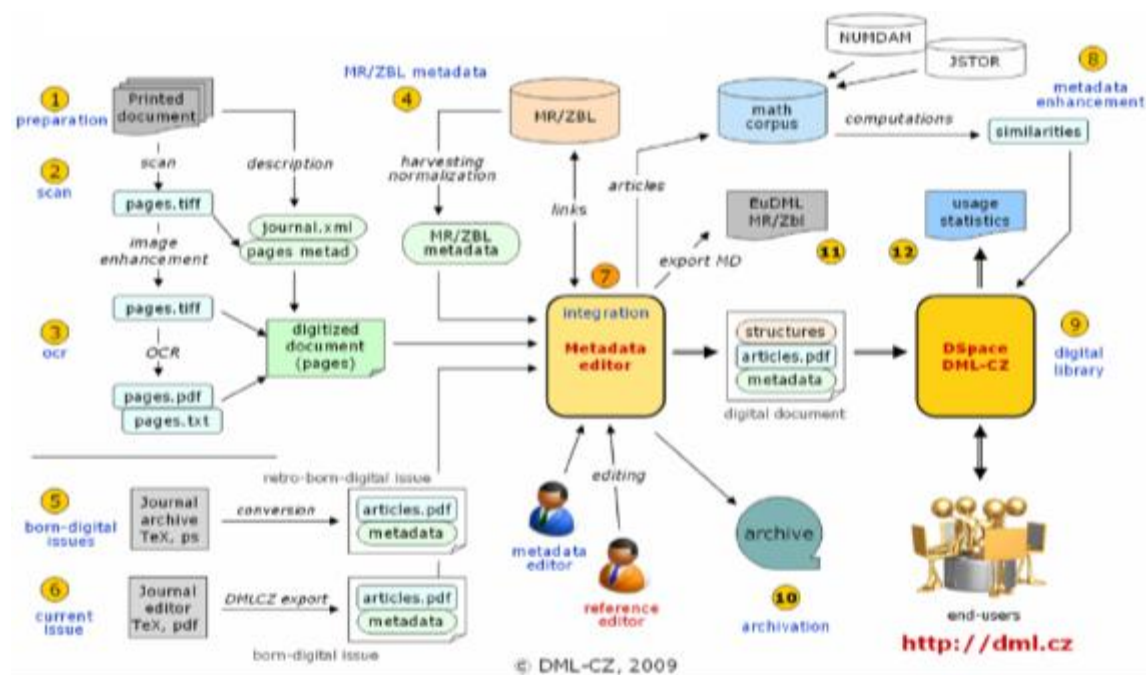 NUMDAM
JSTOR
MR/ZBL metadata
4
8
metadata
enhancement
1
preparation
Printed
document
MR/ZBL
math
corpus
computations
similarities
scan
description
harvesting
normalization
articles
2
scan
pages.tiff
journal.xml
pages metad
MR/ZBL
metadata
links
EuDML
MR/Zbl
usage
statistics
image
enhancement
export MD
11
12
7
pages.tiff
integration
Metadata
editor
structures
articles.pdf
metadata
digital document
DSpace
DML-CZ
9
digital
library
3
ocr
OCR
digitized
document
(pages)
pages.pdf
pages.txt
retro-born-digital issue
editing
5
born-digital
issues
Journal
archive
TeX, ps
conversion
articles.pdf
metadata
metadata
editor
archive
6
current
issue
Journal
editor
TeX, pdf
DMLCZ export
articles.pdf
metadata
reference
editor
10
archivation
end-users
http://dml.cz
born-digital issue
© DML-CZ, 2009